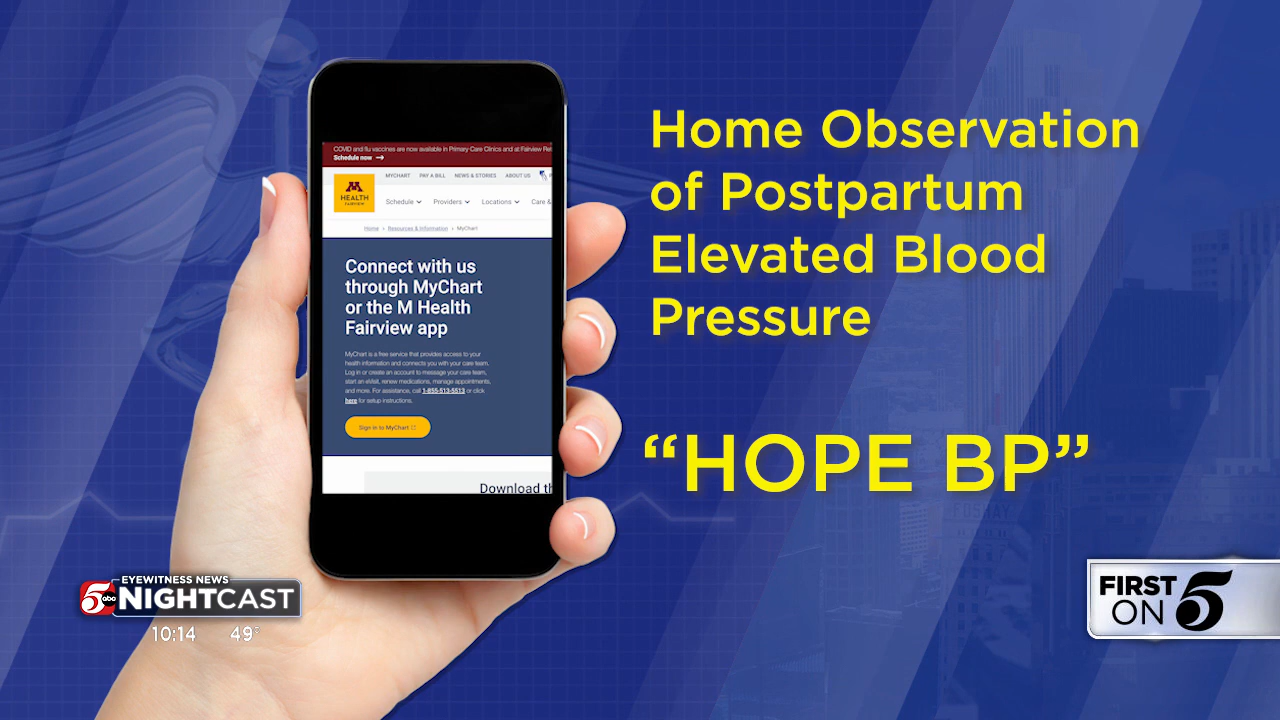 COVID and flu vaccines are now available in Primary Care Clinics and at Fairview
Schedule now →
MYCHART PAY A BILL NEWS & STORIES ABOUT US
M
HEALTH
FAIRVIEW
Schedule Providers Locations Care &
Home > Resources & Information > MyChart
Connect with us
through MyChart
or the M Health
Fairview app
MyChart is a free service that provides access to your
health information and connects you with your care team.
Log in or create an account to message your care team,
start an eVisit, renew medications, manage appointments,
and more. For assistance, call 1-855-513-5513 or click
here for setup instructions.
Sign in to MyChart
Download
Home Observation
of Postpartum
Elevated Blood
Pressure
“HOPE BP”
5 abc EYEWITNESS NEWS
NIGHTCAST
10:14 49°
FIRST
ON 5